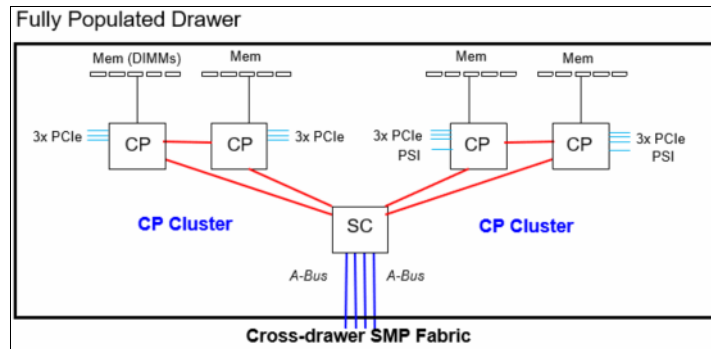 Fully Populated Drawer
Mem (DIMMs)
Mem
Mem
Mem
3x PCIe
CP
CP
3x PCIe
3x PCIe
PSI
CP
CP
3x PCIe
PSI
CP Cluster
SC
CP Cluster
A-Bus
A-Bus
Cross-drawer SMP Fabric